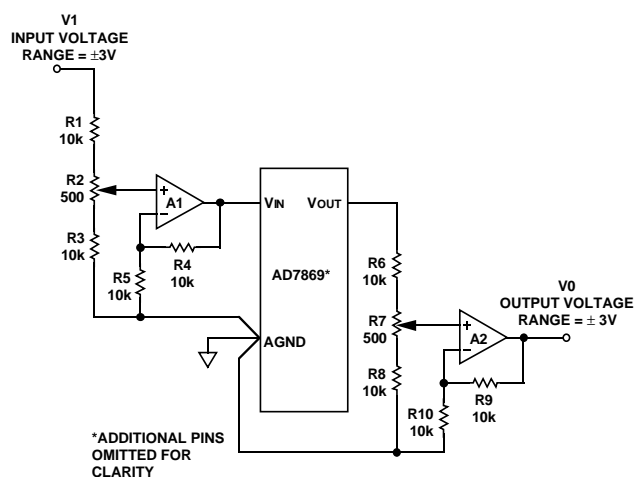 V1
INPUT VOLTAGE
RANGE = ±3V
R1
10k
R2
500
R3
10k
+
A1
−
R4
10k
R5
10k
VIN
VOUT
AD7869*
AGND
R6
10k
R7
500
R8
10k
+
A2
−
R9
10k
R10
10k
V0
OUTPUT VOLTAGE
RANGE = ± 3V
*ADDITIONAL PINS
OMITTED FOR
CLARITY